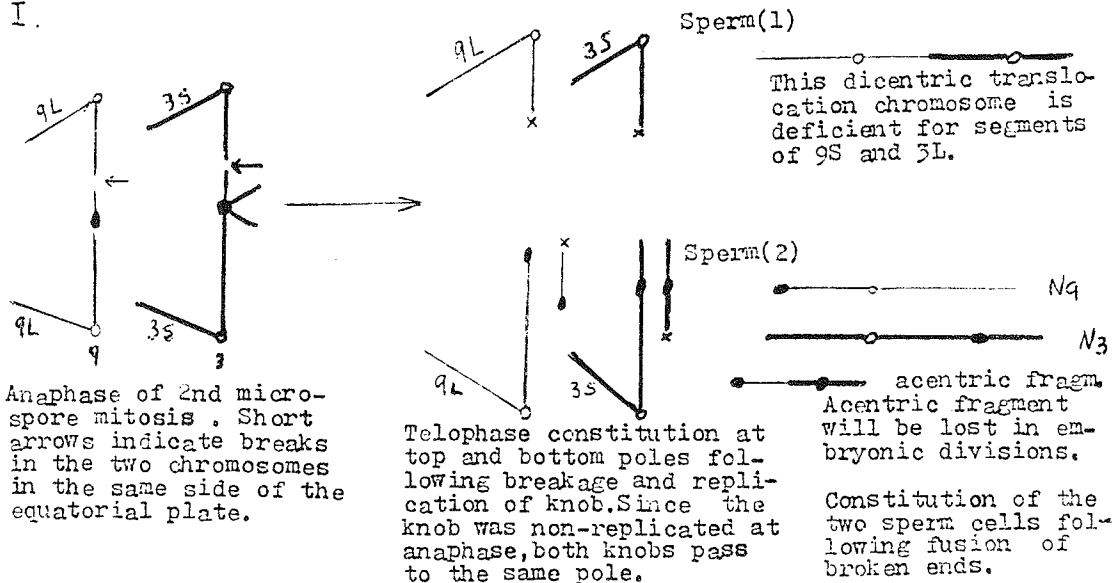 I.
9L
3S
9L
3S
9
3
Anaphase of 2nd micro-
spore mitosis . Short
arrows indicate breaks
in the two chromosomes
in the same side of the
equatorial plate.
9L
3S
x
x
x
9L
3S
x
Telophase constitution at
top and bottom poles fol-
lowing breakage and repli-
cation of knob.Since the
knob was non-replicated at
anaphase,both knobs pass
to the same pole.
Sperm(1)
This dicentric translo-
cation chromosome is
deficient for segments
of 9S and 3L.
Sperm(2)
N9
N3
acentric fragm.
Acentric fragment
will be lost in em-
bryonic divisions.
Constitution of the
two sperm cells fol-
lowing fusion of
broken ends.